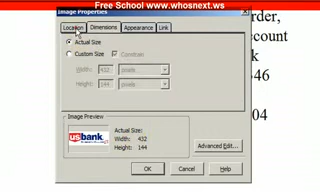 Free School www.whosnext.ws
Image Properties
rder,
Location Dimensions Appearance Link
ccount
Actual Size
k
Custom Size Constrain
Width: 432 pixels
546
Height: 144 pixels
Image Preview
04
Actual Size:
usbank
Width: 432
Height: 144
Advanced Edit...
OK Cancel Help